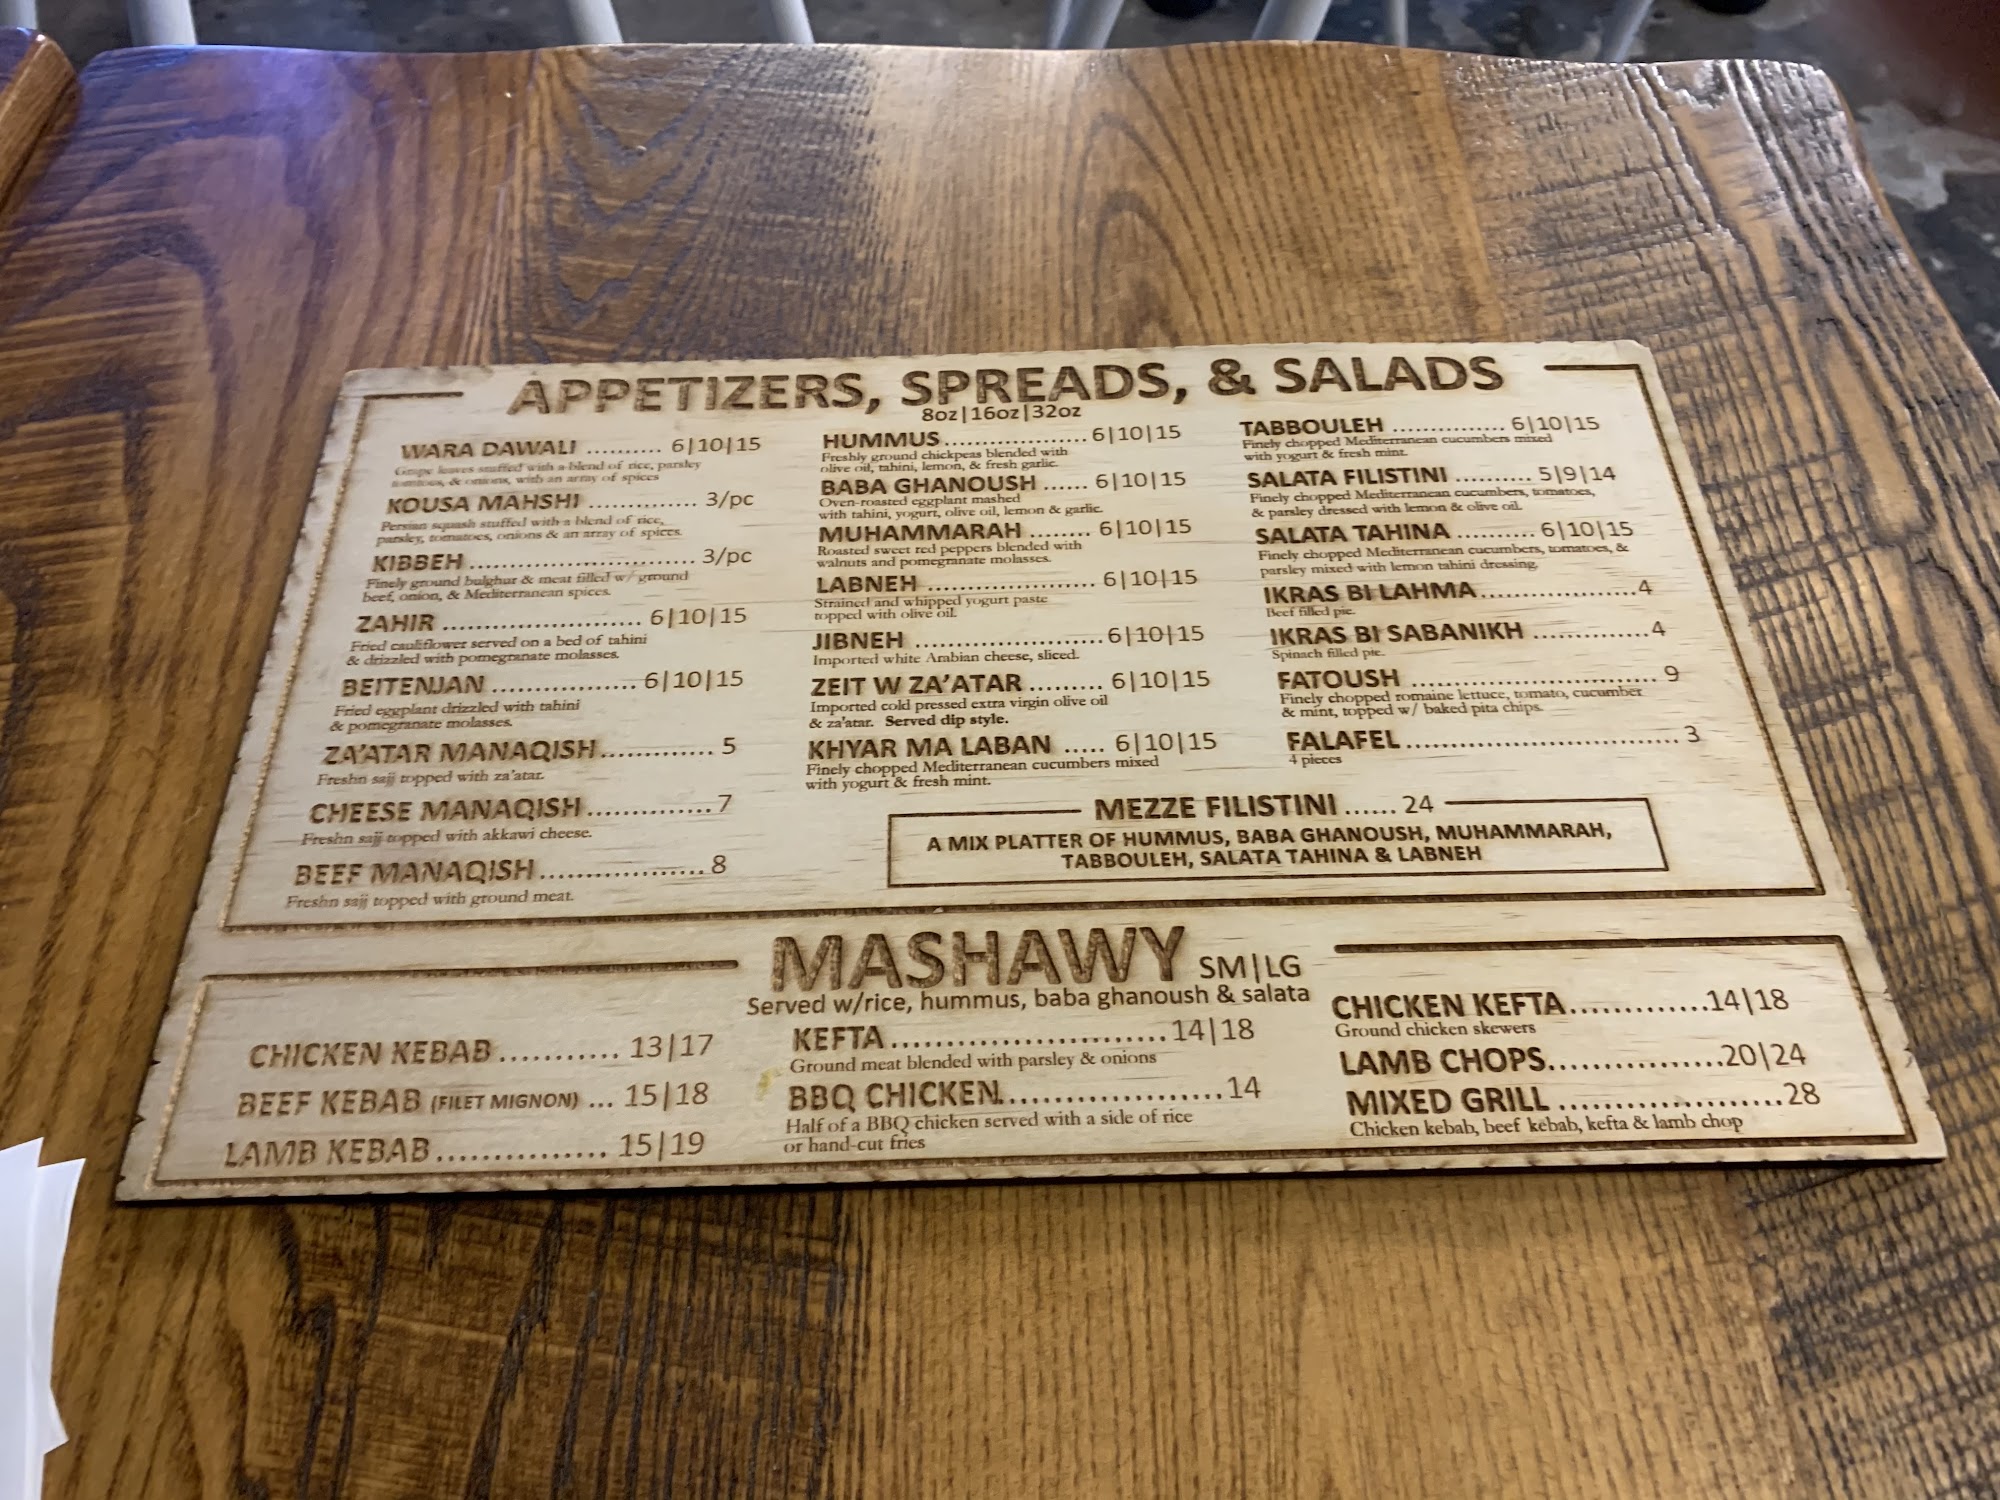 APPETIZERS, SPREADS, & SALADS
8oz|16oz|32oz
WARA DAWALI .......... 6|10|15
Grape leaves stuffed with a blend of rice, parsley
tomatoes, & onions, with an array of spices
KOUSA MAHSHI ............. 3/pc
Persian squash stuffed with a blend of rice,
parsley, tomatoes, onions & an array of spices.
KIBBEH ........................... 3/pc
Finely ground bulghur & meat filled w/ ground
beef, onion, & Mediterranean spices.
ZAHIR ........................ 6|10|15
Fried cauliflower served on a bed of tahini
& drizzled with pomegranate molasses.
BEITENJAN ................. 6|10|15
Fried eggplant drizzled with tahini
& pomegranate molasses.
ZA'ATAR MANAQISH............. 5
Freshn sajj topped with za'atar.
CHEESE MANAQISH..............7
Freshn sajj topped with akkawi cheese.
BEEF MANAQISH...................8
Freshn sajj topped with ground meat.
HUMMUS....................6|10|15
Freshly ground chickpeas blended with
olive oil, tahini, lemon, & fresh garlic.
BABA GHANOUSH ...... 6|10|15
Oven-roasted eggplant mashed
with tahini, yogurt, olive oil, lemon & garlic.
MUHAMMARAH ........ 6|10|15
Roasted sweet red peppers blended with
walnuts and pomegranate molasses.
LABNEH ...................... 6|10|15
Strained and whipped yogurt paste
topped with olive oil.
JIBNEH ........................6|10|15
Imported white Arabian cheese, sliced.
ZEIT W ZA'ATAR ......... 6|10|15
Imported cold pressed extra virgin olive oil
& za'atar. Served dip style.
KHYAR MA LABAN ..... 6|10|15
Finely chopped Mediterranean cucumbers mixed
with yogurt & fresh mint.
TABBOULEH ............... 6|10|15
Finely chopped Mediterranean cucumbers mixed
with yogurt & fresh mint.
SALATA FILISTINI .......... 5|9|14
Finely chopped Mediterranean cucumbers, tomatoes,
& parsley dressed with lemon & olive oil.
SALATA TAHINA .......... 6|10|15
Finely chopped Mediterranean cucumbers, tomatoes, &
parsley mixed with lemon tahini dressing.
IKRAS BI LAHMA....................4
Beef filled pie.
IKRAS BI SABANIKH ...............4
Spinach filled pie.
FATOUSH ................................ 9
Finely chopped romaine lettuce, tomato, cucumber
& mint, topped w/ baked pita chips.
FALAFEL ................................ 3
4 pieces
MEZZE FILISTINI ...... 24
A MIX PLATTER OF HUMMUS, BABA GHANOUSH, MUHAMMARAH,
TABBOULEH, SALATA TAHINA & LABNEH
MASHAWY SM|LG
Served w/rice, hummus, baba ghanoush & salata
CHICKEN KEBAB ........... 13|17
BEEF KEBAB (FILET MIGNON) ... 15|18
LAMB KEBAB ............... 15|19
KEFTA .........................14|18
Ground meat blended with parsley & onions
BBQ CHICKEN.....................14
Half of a BBQ chicken served with a side of rice
or hand-cut fries
CHICKEN KEFTA.............14|18
Ground chicken skewers
LAMB CHOPS.................20|24
MIXED GRILL .....................28
Chicken kebab, beef kebab, kefta & lamb chop